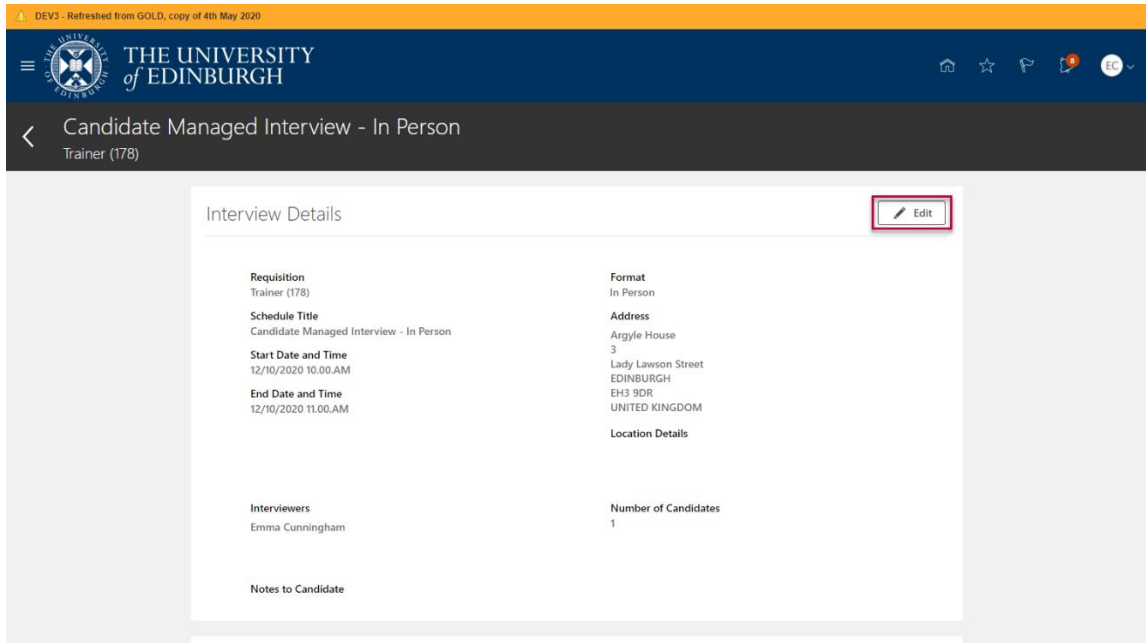 DEV3 - Refreshed from GOLD, copy of 4th May 2020
THE UNIVERSITY
of EDINBURGH
8
EC
Candidate Managed Interview - In Person
Trainer (178)
Interview Details
Edit
Requisition
Trainer (178)
Schedule Title
Candidate Managed Interview - In Person
Start Date and Time
12/10/2020 10.00.AM
End Date and Time
12/10/2020 11.00.AM
Format
In Person
Address
Argyle House
3
Lady Lawson Street
EDINBURGH
EH3 9DR
UNITED KINGDOM
Location Details
Interviewers
Emma Cunningham
Number of Candidates
1
Notes to Candidate